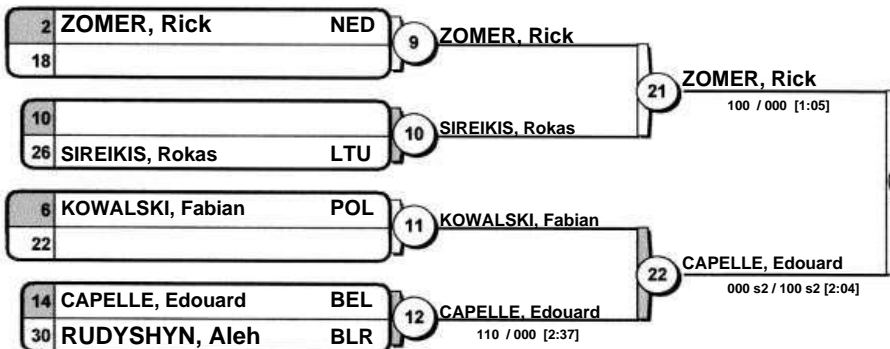 2 ZOMER, Rick NED
18
9 ZOMER, Rick
21 ZOMER, Rick
100 / 000 [1:05]
10
26 SIREIKIS, Rokas LTU
10 SIREIKIS, Rokas
6 KOWALSKI, Fabian POL
22
11 KOWALSKI, Fabian
22 CAPELLE, Edouard
000 s2 / 100 s2 [2:04]
14 CAPELLE, Edouard BEL
30 RUDYSHYN, Aleh BLR
12 CAPELLE, Edouard
110 / 000 [2:37]